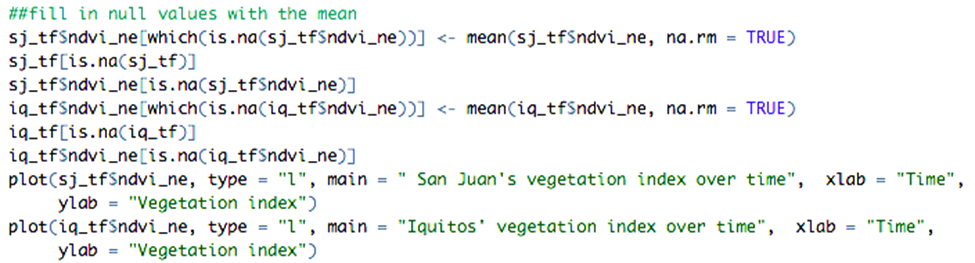 ##fill in null values with the mean
sj_tf$ndvi_ne[which(is.na(sj_tf$ndvi_ne))] <- mean(sj_tf$ndvi_ne, na.rm = TRUE)
sj_tf[is.na(sj_tf)]
sj_tf$ndvi_ne[is.na(sj_tf$ndvi_ne)]
iq_tf$ndvi_ne[which(is.na(iq_tf$ndvi_ne))] <- mean(iq_tf$ndvi_ne, na.rm = TRUE)
iq_tf[is.na(iq_tf)]
iq_tf$ndvi_ne[is.na(iq_tf$ndvi_ne)]
plot(sj_tf$ndvi_ne, type = "l", main = " San Juan's vegetation index over time",  xlab = "Time",
     ylab = "Vegetation index")
plot(iq_tf$ndvi_ne, type = "l", main = "Iquitos' vegetation index over time",  xlab = "Time",
     ylab = "Vegetation index")